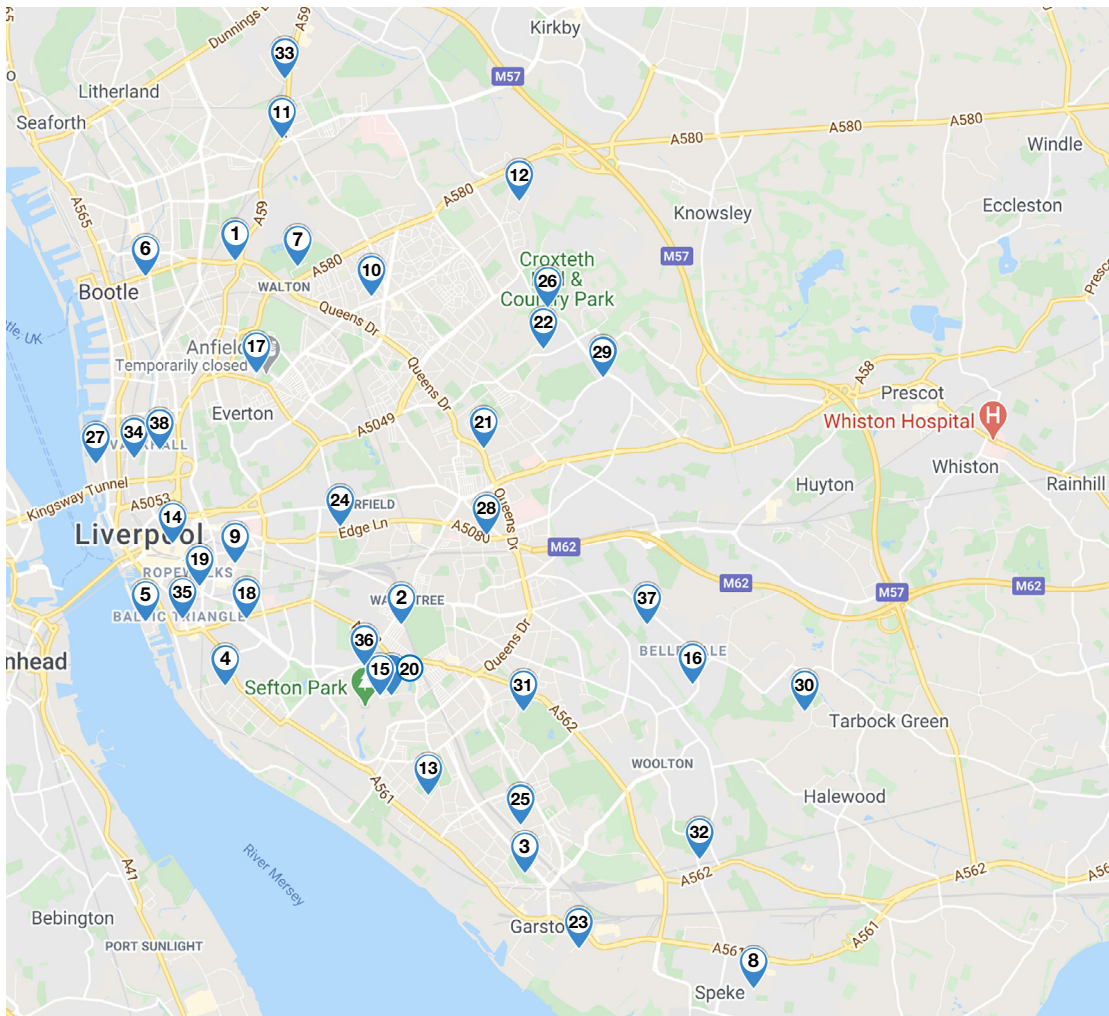 Kirkby
Dunnings
A59
33
M57
Litherland
Seaforth
11
A580
A580
A580
Windle
12
A580
A565
Knowsley
Eccleston
A59
1
6
7
M57
A580
10
Croxteth
26
&
Park
Bootle
WALTON
Queens Dr
22
17
Temporarily closed
29
Queens Dr
A58
Prescot
Everton
21
A5049
Whiston Hospital
H
27
34
38
Whiston
Kingsway Tunnel
A5053
24
Huyton
Rainhill
28
Queens Dr
14
Liverpool
Edge Ln
A5080
9
M62
19
ROPEWALKS
M62
M57
M62
5
35
BALTIC TRIANGLE
18
2
37
36
Queens Dr
4
15
20
16
Sefton Park
31
30
A562
Tarbock Green
13
WOOLTON
A561
25
Halewood
32
3
River Mersey
A41
A562
A562
Bebington
23
PORT SUNLIGHT
A561
A561
8
Speke